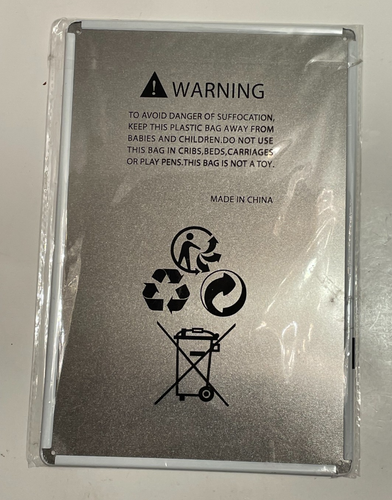 WARNING
TO AVOID DANGER OF SUFFOCATION,
KEEP THIS PLASTIC BAG AWAY FROM
BABIES AND CHILDREN.DO NOT USE
THIS BAG IN CRIBS,BEDS,CARRIAGES
OR PLAY PENS.THIS BAG IS NOT A TOY.
MADE IN CHINA